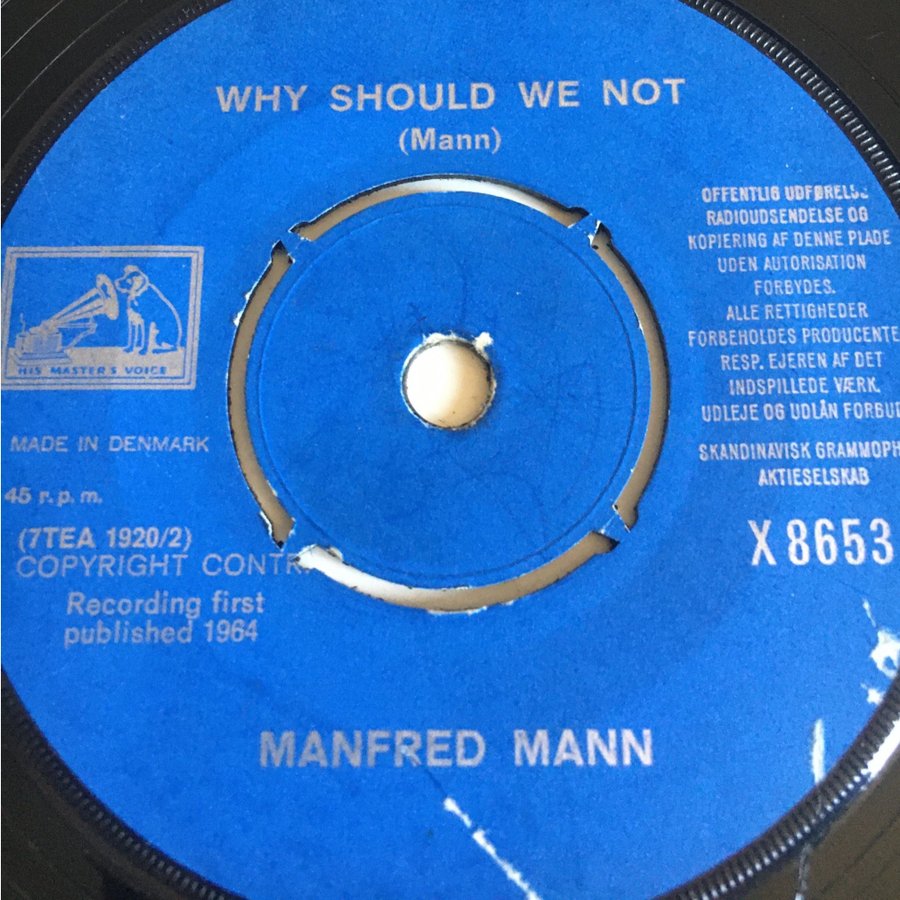 WHY SHOULD WE NOT
(Mann)
OFFENTLIG UDFØRELSE
RADIOUDSENDELSE OG
KOPIERING AF DENNE PLADE
UDEN AUTORISATION
FORBYDES.
ALLE RETTIGHEDER
FORBEHOLDES PRODUCENTE
RESP. EJEREN AF DET
INDSPILLEDE VÆRK.
UDLEJE OG UDLÅN FORBUD
SKANDINAVISK GRAMMOPH
AKTIESELSKAB
X 8653
HIS MASTER'S VOICE
MADE IN DENMARK
45 r.p.m.
(7TEA 1920/2)
COPYRIGHT CONTR
Recording first
published 1964
MANFRED MANN